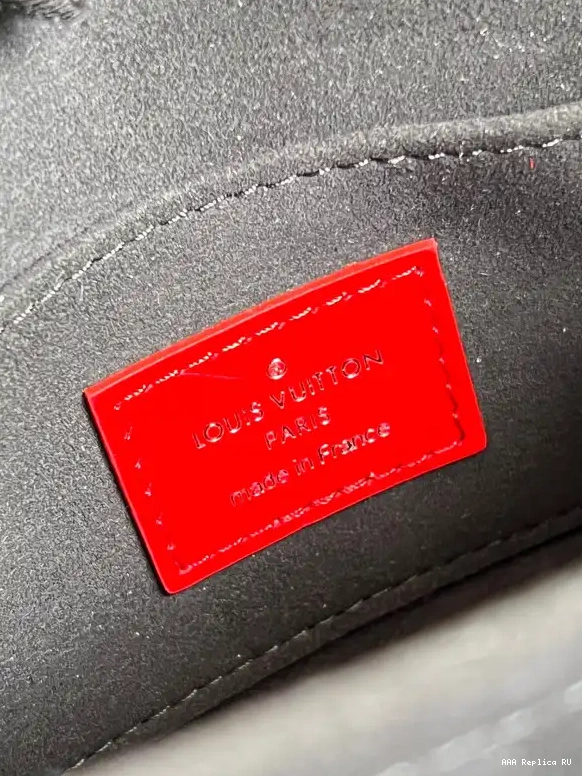 ®
LOUIS VUITTON
PARIS
made in France
AAA Replica RU